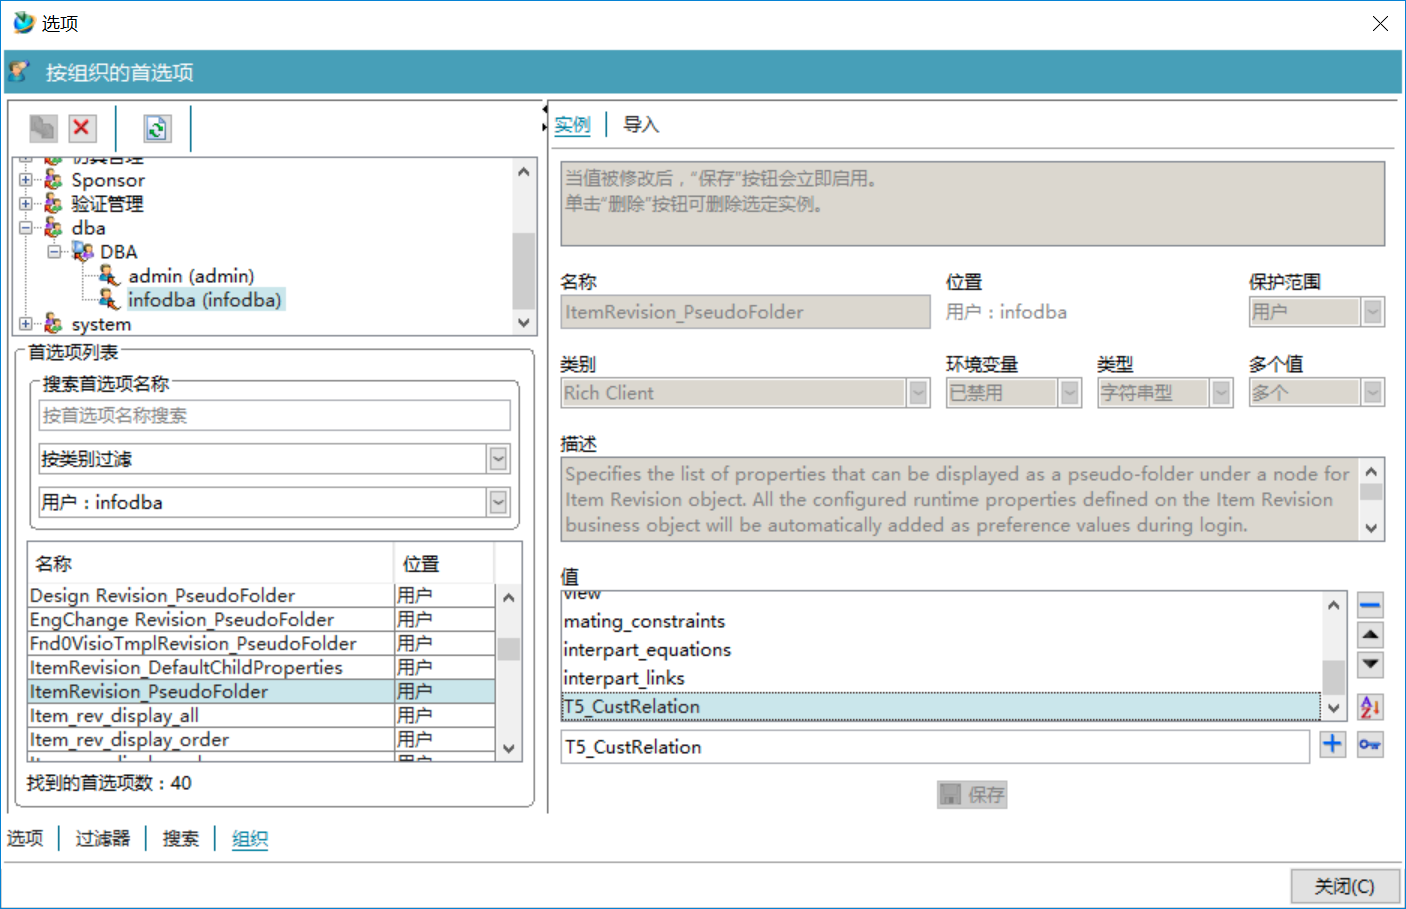 选项
按组织的首选项
仿真管理
Sponsor
验证管理
dba
DBA
admin (admin)
infodba (infodba)
system
首选项列表
搜索首选项名称
按首选项名称搜索
按类别过滤
用户：infodba
名称 位置
Design Revision_PseudoFolder 用户
EngChange Revision_PseudoFolder 用户
Fnd0VisioTmplRevision_PseudoFolder 用户
ItemRevision_DefaultChildProperties 用户
ItemRevision_PseudoFolder 用户
Item_rev_display_all 用户
Item_rev_display_order 用户
找到的首选项数：40
选项 过滤器 搜索 组织
实例 导入
当值被修改后，“保存”按钮会立即启用。
单击“删除”按钮可删除选定实例。
名称 位置 保护范围
ItemRevision_PseudoFolder 用户：infodba 用户
类别 环境变量 类型 多个值
Rich Client 已禁用 字符串型 多个
描述
Specifies the list of properties that can be displayed as a pseudo-folder under a node for
Item Revision object. All the configured runtime properties defined on the Item Revision
business object will be automatically added as preference values during login.
值
view
mating_constraints
interpart_equations
interpart_links
T5_CustRelation
T5_CustRelation
保存
关闭(C)